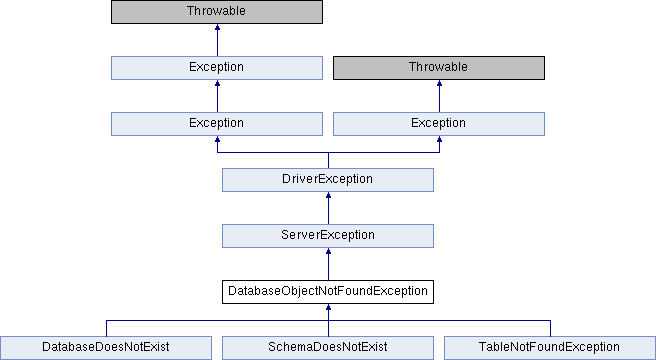 Throwable
Exception
Throwable
Exception
Exception
DriverException
ServerException
DatabaseObjectNotFoundException
DatabaseDoesNotExist
SchemaDoesNotExist
TableNotFoundException